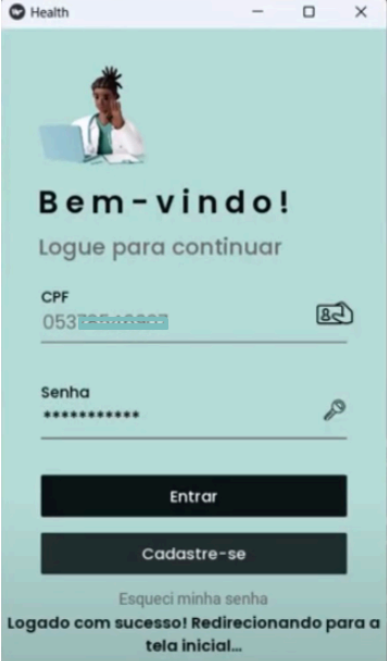 Health
Bem-vindo!
Logue para continuar
CPF
053
Senha
***********
Entrar
Cadastre-se
Esqueci minha senha
Logado com sucesso! Redirecionando para a
tela inicial...